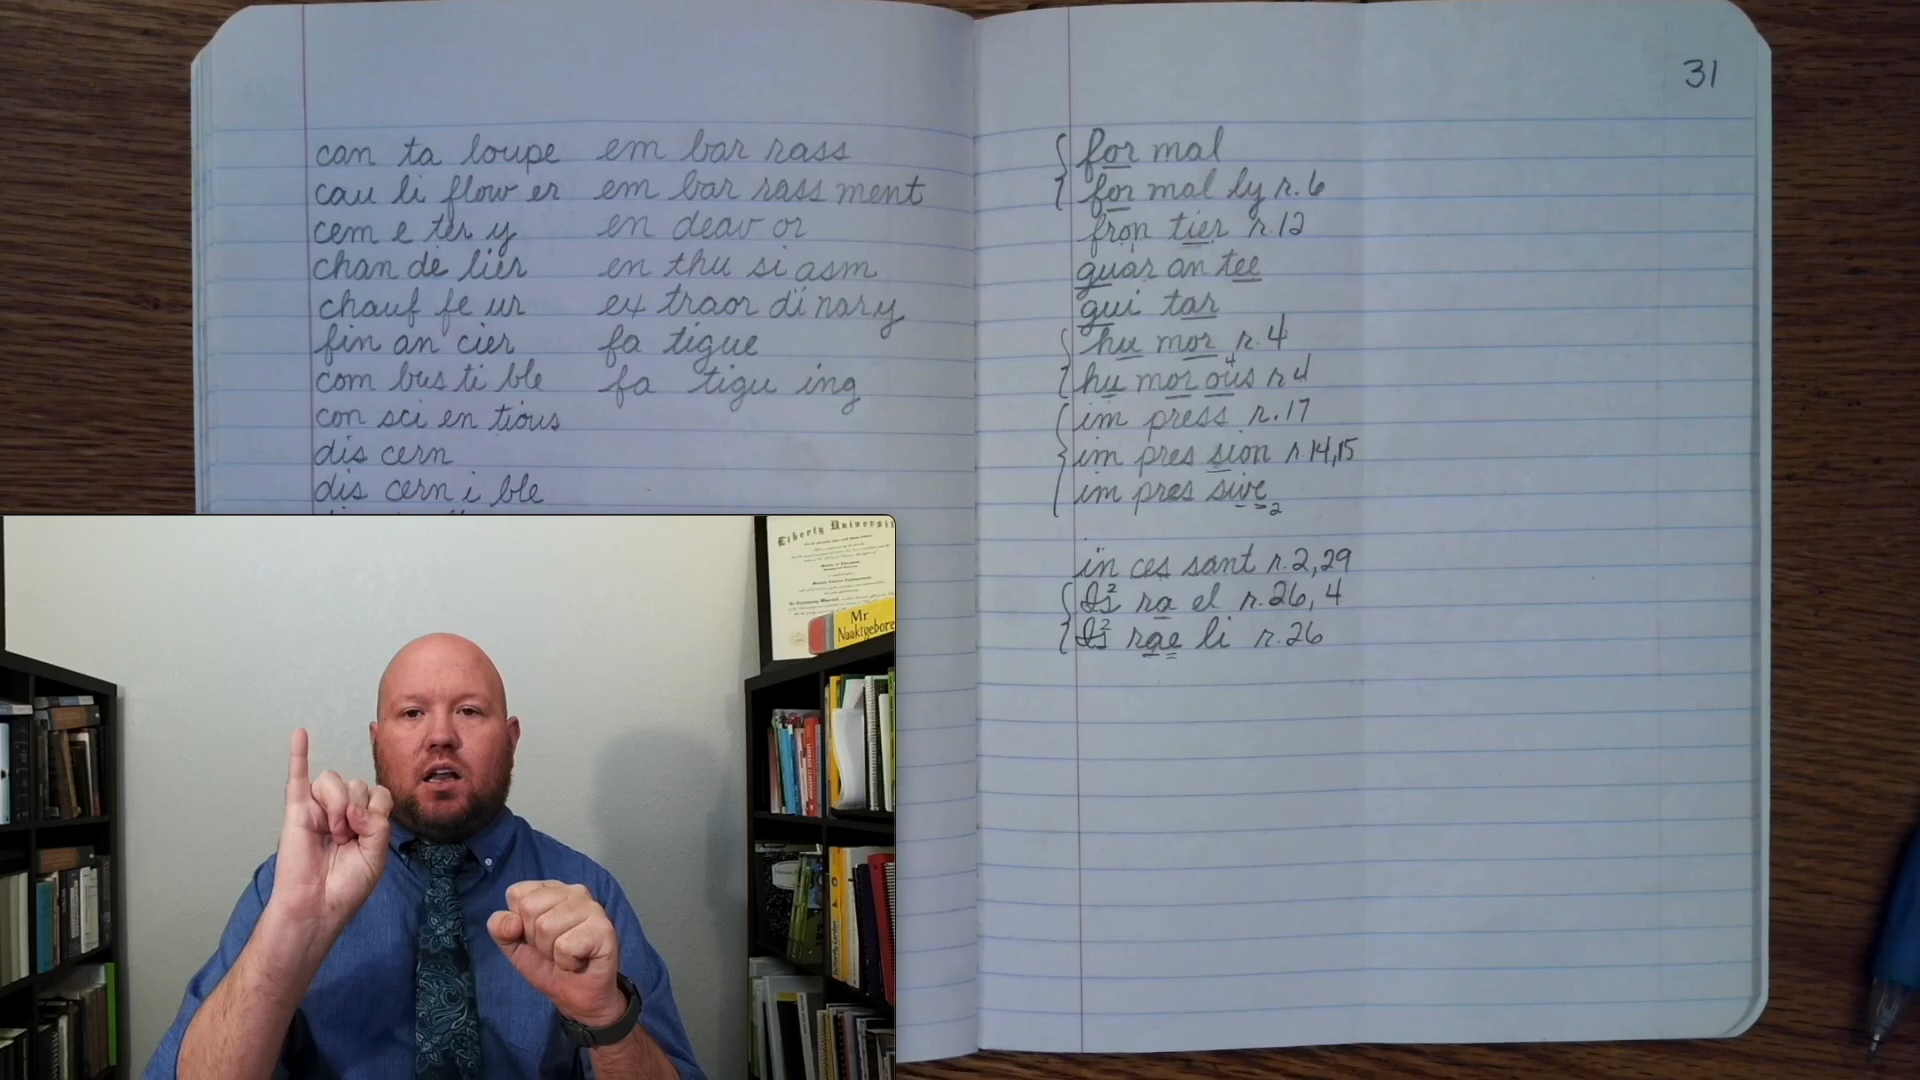 can ta loupe em bar rass
cau li flow er em bar rass ment
cem e ter y en deav or
chan de lier en thu si asm
chauf fe ur ex traor di nary
fin an cier fa tigue
com bus ti ble fa tigu ing
con sci en tious
dis cern
dis cern i ble
31
for mal
for mal ly r.6
fron tier r.12
guar an tee
gui tar
hu mor r.4
hu mor ous r4
im press r.17
im pres sion r.14,15
im pres sive
in ces sant r.2,29
Is ra el r.26,4
Is rae li r.26
Liberty University
Mr.
Naaktgebore